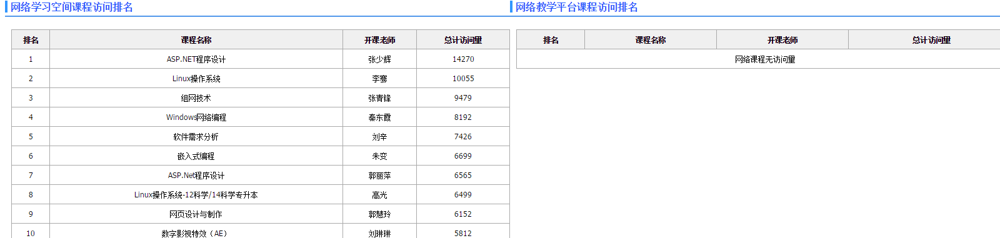 网络学习空间课程访问排名
网络教学平台课程访问排名
排名 课程名称 开课老师 总计访问量
1 ASP.NET程序设计 张少辉 14270
2 Linux操作系统 李骞 10055
3 组网技术 张青锋 9479
4 Windows网络编程 秦东霞 8192
5 软件需求分析 刘辛 7426
6 嵌入式编程 朱变 6699
7 ASP.Net程序设计 郭丽萍 6565
8 Linux操作系统-12科学/14科学专升本 高光 6499
9 网页设计与制作 郭慧玲 6152
10 数字影视特效（AE） 刘琳琳 5812
排名 课程名称 开课老师 总计访问量
网络课程无访问量